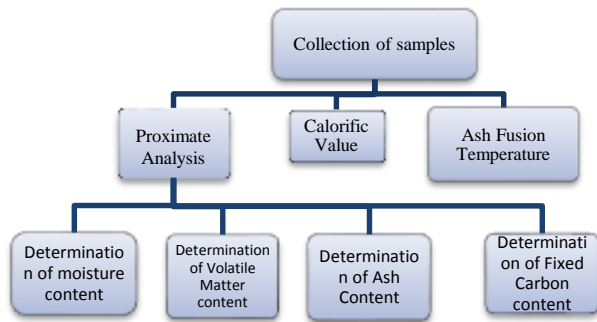 Collection of samples
Proximate
Analysis
Calorific
Value
Ash Fusion
Temperature
Determinatio
n of moisture
content
Determination
of Volatile
Matter
content
Determinatio
n of Ash
Content
Determinati
on of Fixed
Carbon
content